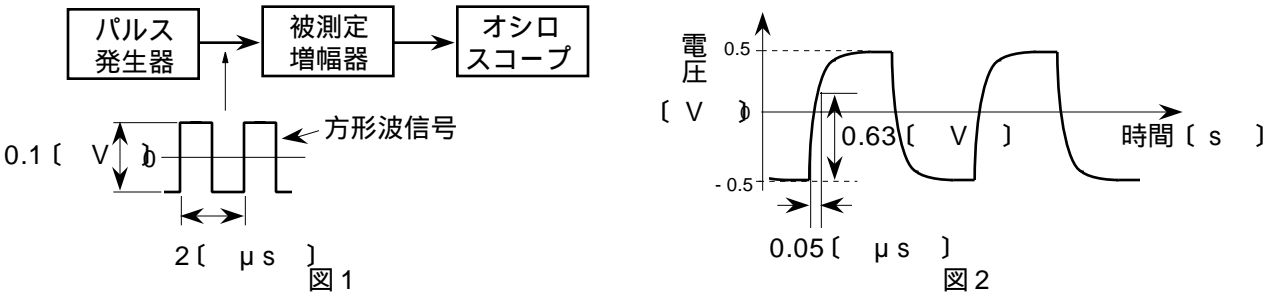 パルス
発生器
被測定
増幅器
オシロ
スコープ
方形波信号
0.1〔 V 〕
0
2〔 μs 〕
図1
電圧
〔 V 〕
0.5
0
- 0.5
0.63〔 V 〕
時間〔 s 〕
0.05〔 μs 〕
図2